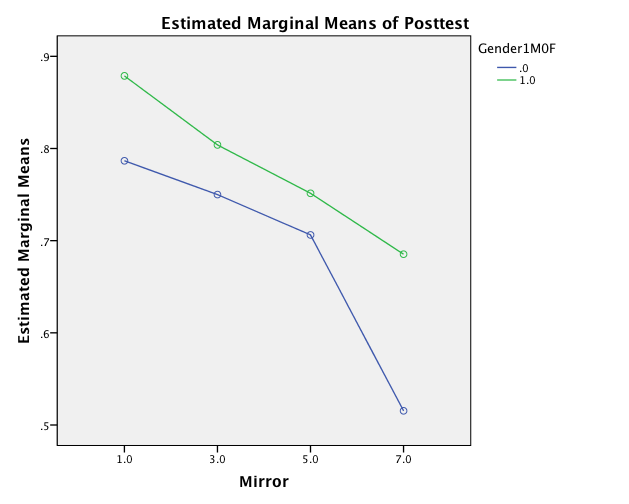 Estimated Marginal Means of Posttest
Gender1M0F
.0
1.0
Estimated Marginal Means
.9
.8
.7
.6
.5
1.0 3.0 5.0 7.0
Mirror